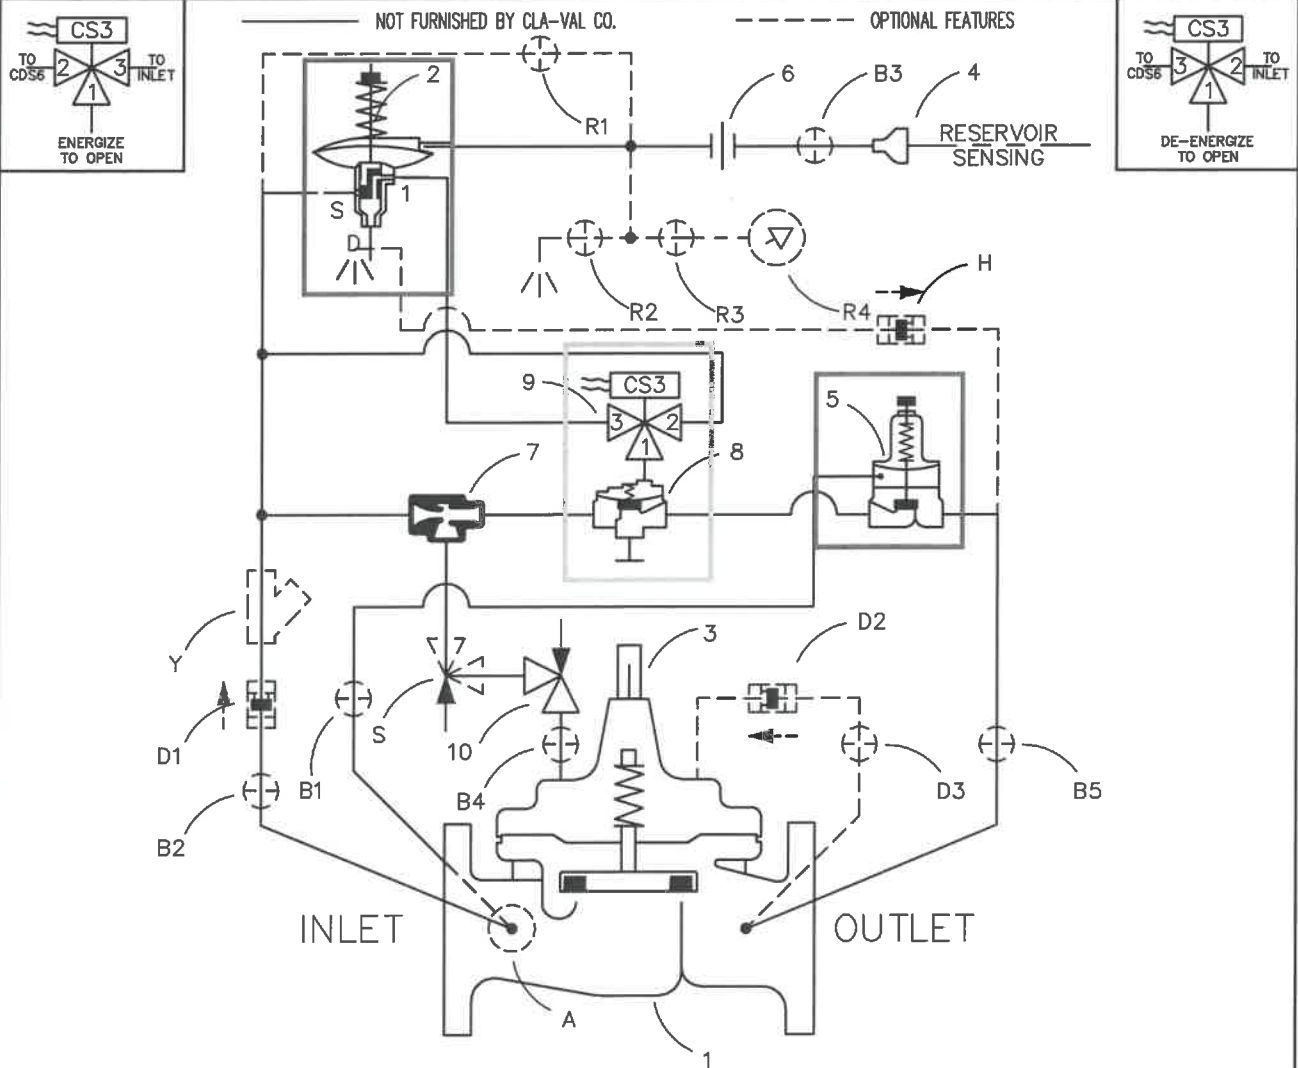 NOT FURNISHED BY CLA-VAL CO.
OPTIONAL FEATURES
CS3
TO
CDS6
2
3
TO
INLET
1
ENERGIZE
TO OPEN
CS3
TO
CDS6
3
2
TO
INLET
1
DE-ENERGIZE
TO OPEN
2
R1
6
B3
4
RESERVOIR
SENSING
S
1
D
R2
R3
R4
H
9
CS3
3
2
1
5
7
8
Y
3
D2
D1
B1
S
10
B4
D3
B5
B2
INLET
OUTLET
A
1